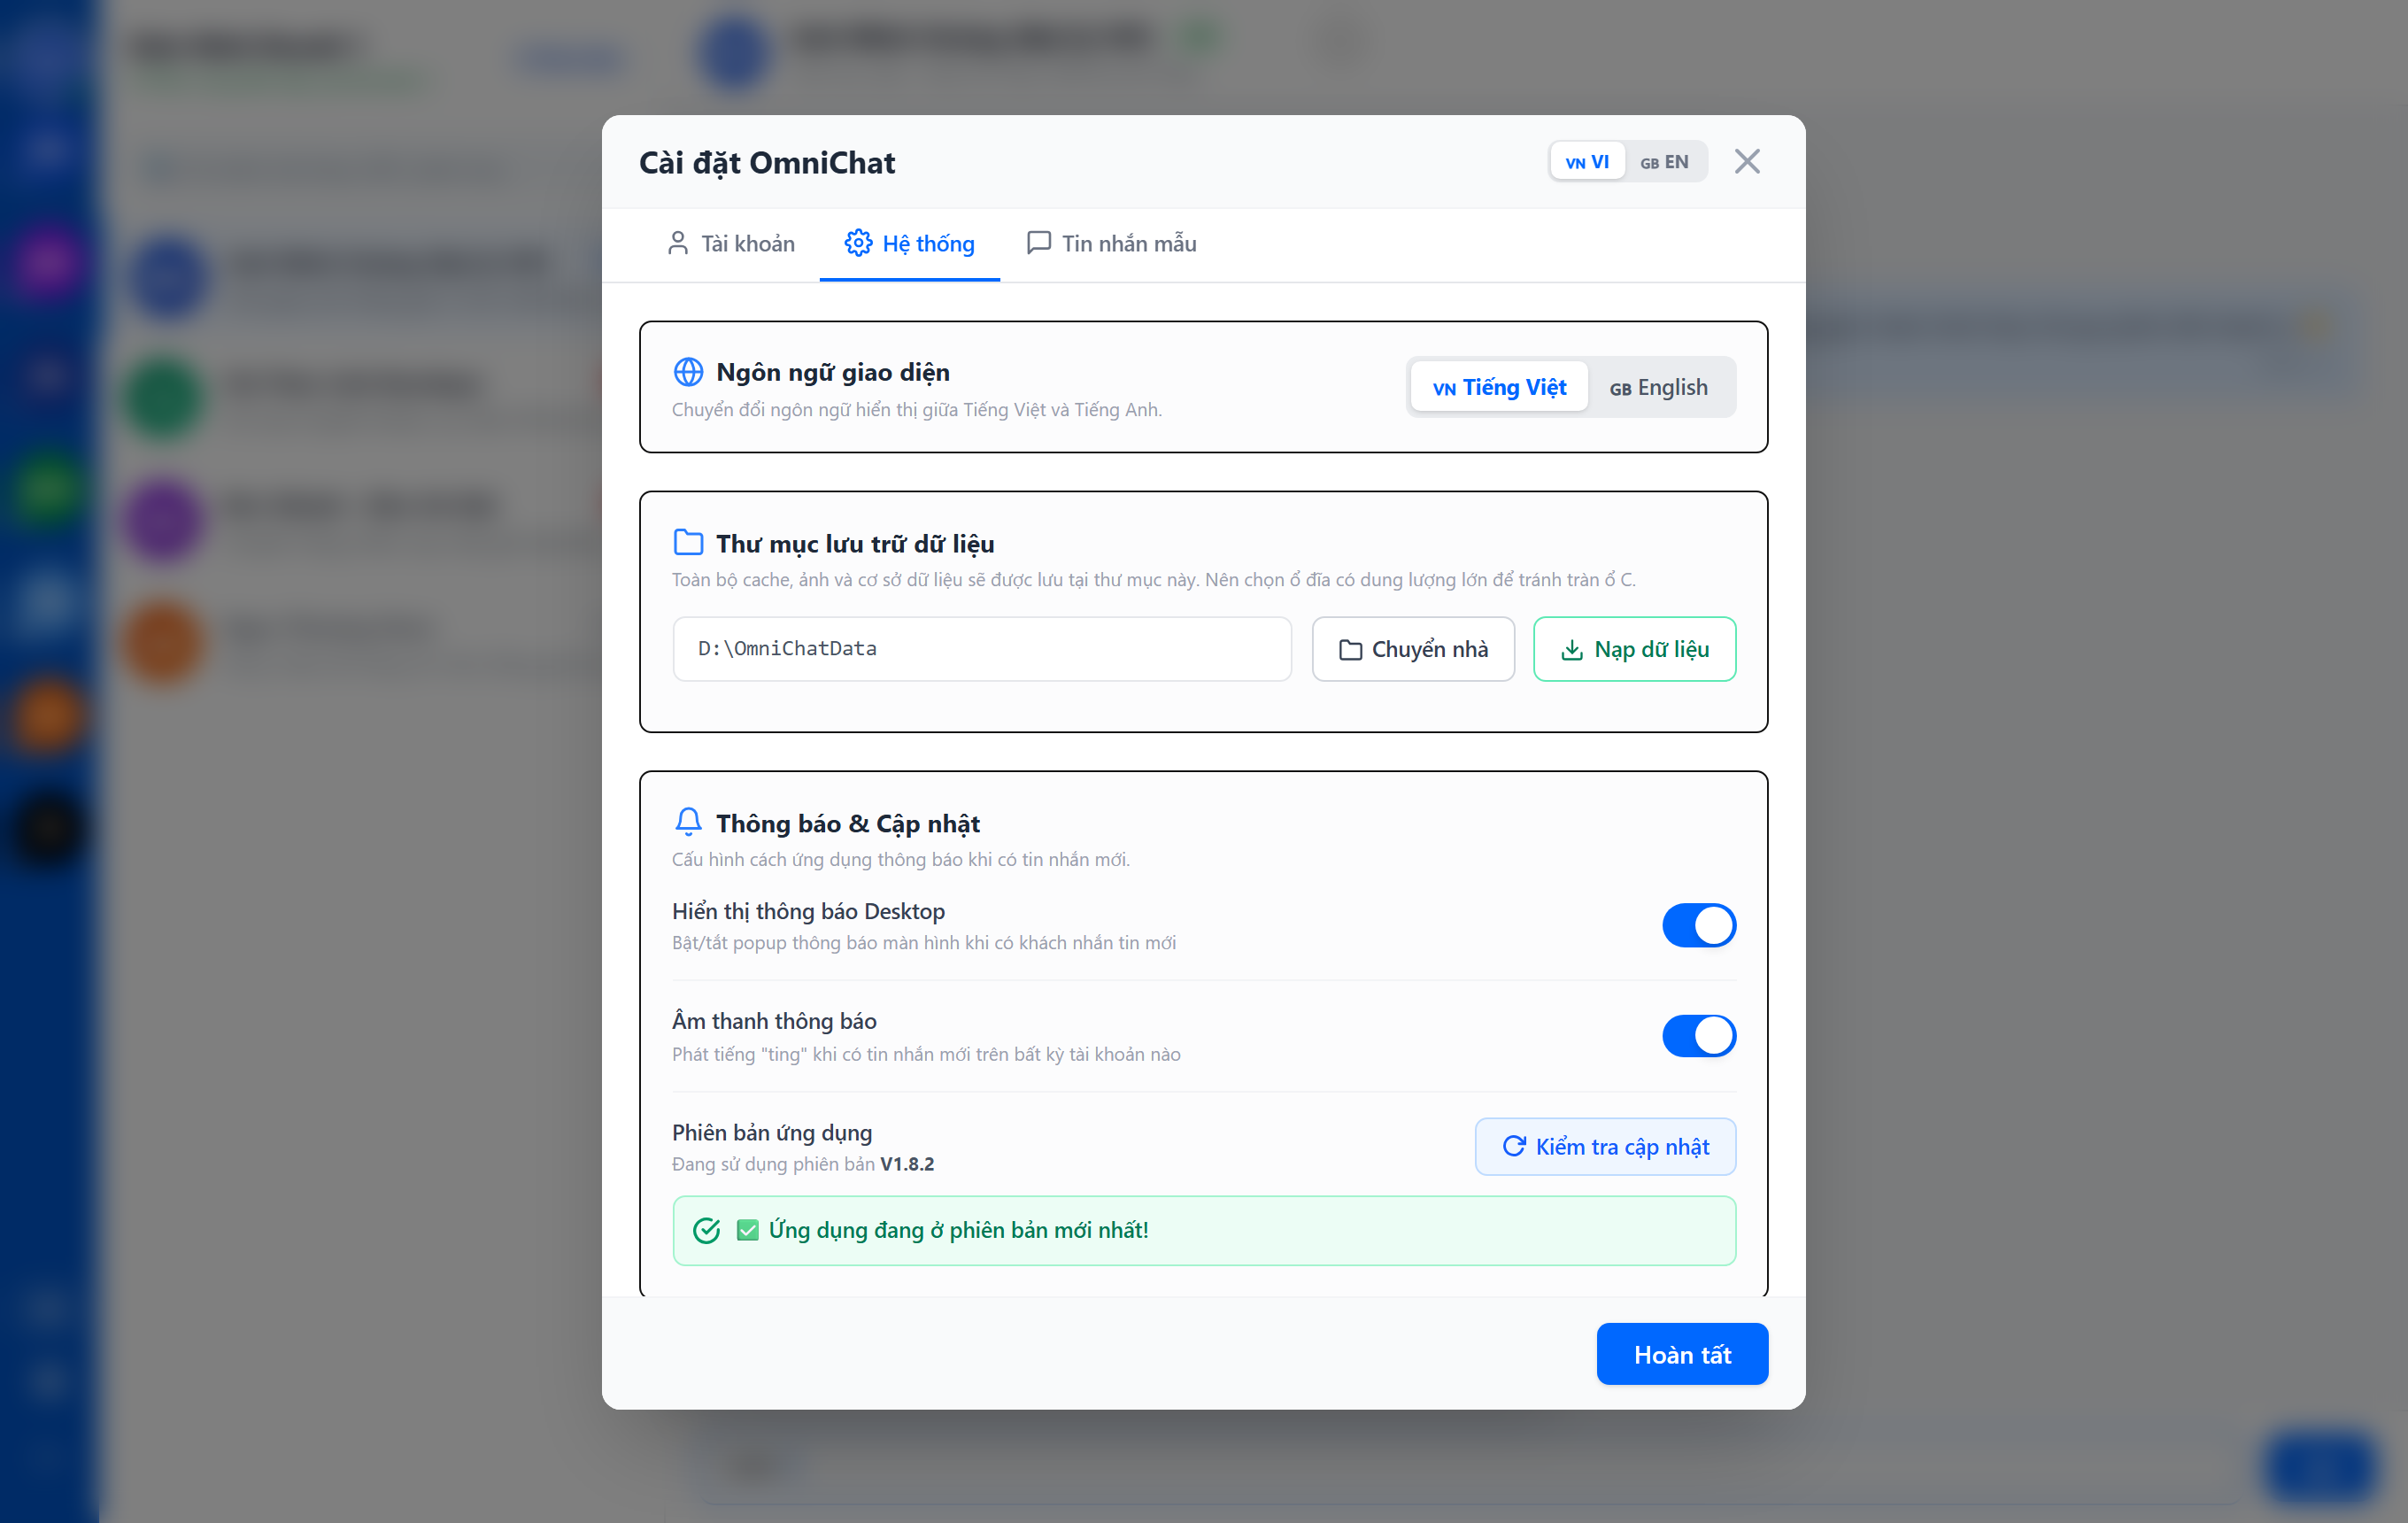 Cài đặt OmniChat
VN VI GB EN
Tài khoản Hệ thống Tin nhắn mẫu
Ngôn ngữ giao diện
Chuyển đổi ngôn ngữ hiển thị giữa Tiếng Việt và Tiếng Anh.
VN Tiếng Việt GB English
Thư mục lưu trữ dữ liệu
Toàn bộ cache, ảnh và cơ sở dữ liệu sẽ được lưu tại thư mục này. Nên chọn ổ đĩa có dung lượng lớn để tránh tràn ổ C.
D:\OmniChatData Chuyển nhà Nạp dữ liệu
Thông báo & Cập nhật
Cấu hình cách ứng dụng thông báo khi có tin nhắn mới.
Hiển thị thông báo Desktop
Bật/tắt popup thông báo màn hình khi có khách nhắn tin mới
Âm thanh thông báo
Phát tiếng "ting" khi có tin nhắn mới trên bất kỳ tài khoản nào
Phiên bản ứng dụng
Đang sử dụng phiên bản V1.8.2
Kiểm tra cập nhật
✅ Ứng dụng đang ở phiên bản mới nhất!
Hoàn tất